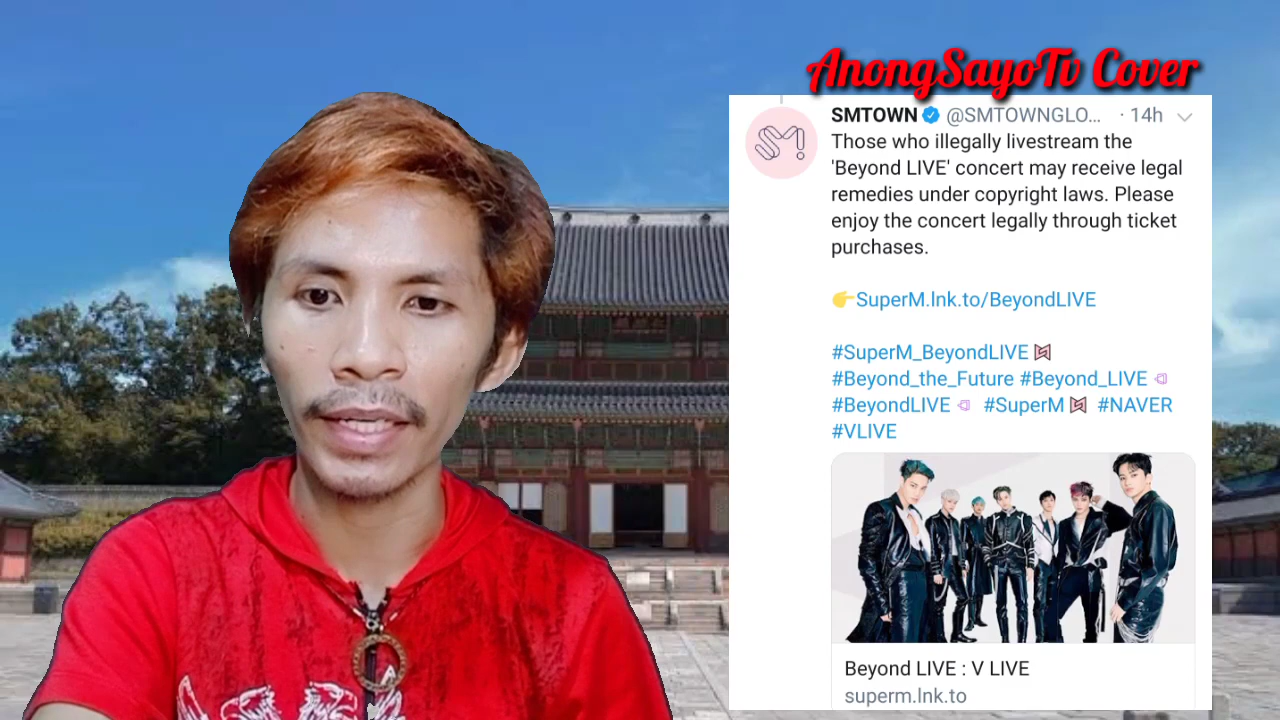 AnongSayoTv Cover
SMTOWN @SMTOWNGLO... · 14h
Those who illegally livestream the
'Beyond LIVE' concert may receive legal
remedies under copyright laws. Please
enjoy the concert legally through ticket
purchases.
👉SuperM.lnk.to/BeyondLIVE
#SuperM_BeyondLIVE
#Beyond_the_Future #Beyond_LIVE
#BeyondLIVE #SuperM #NAVER
#VLIVE
Beyond LIVE : V LIVE
superm.lnk.to